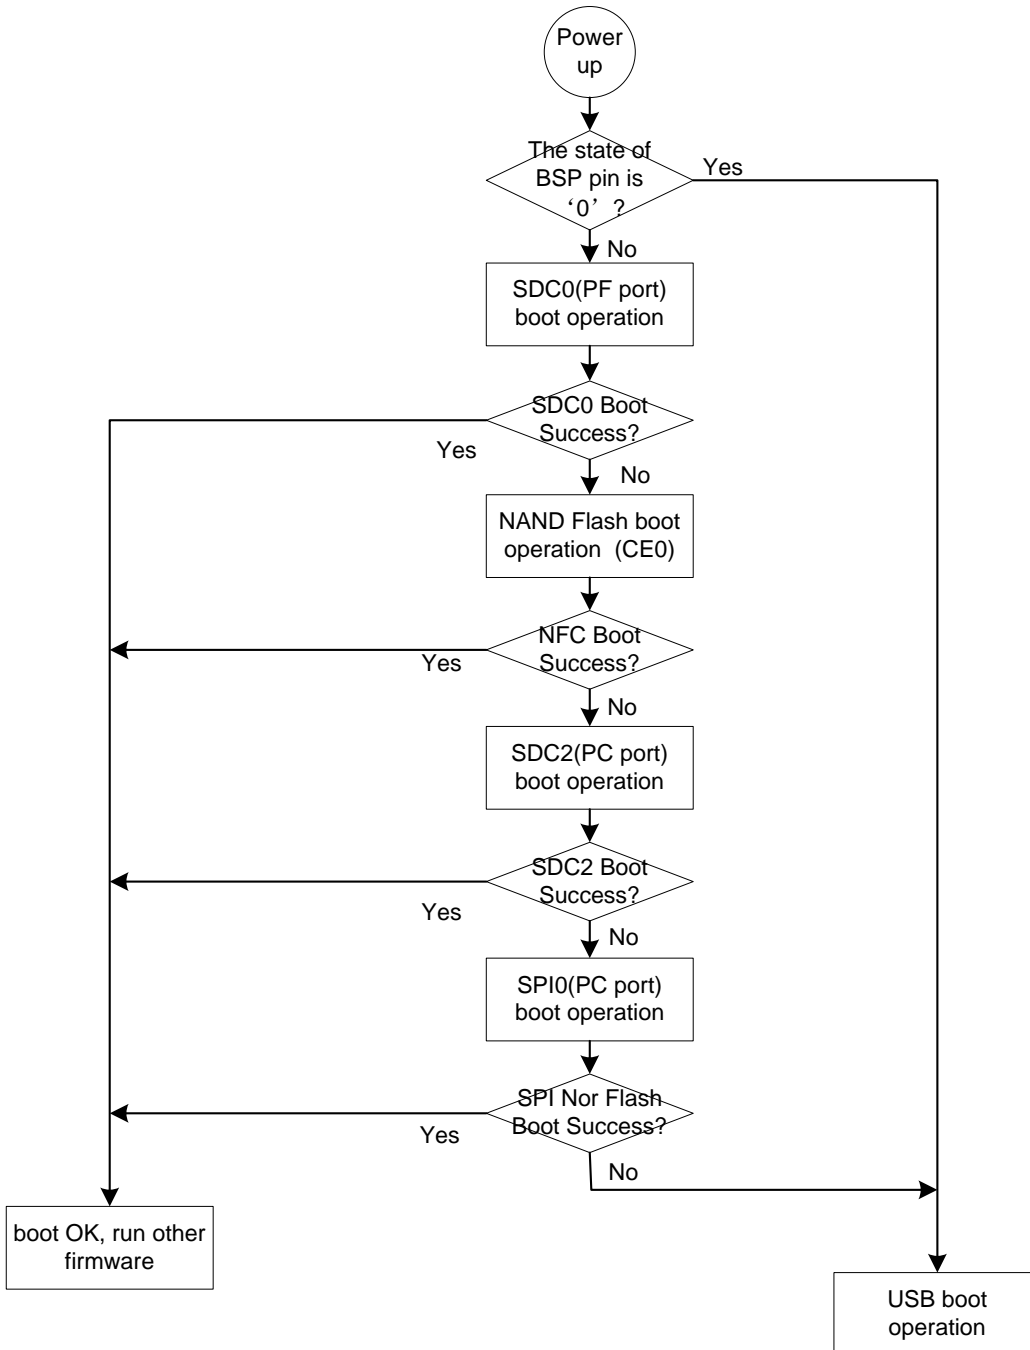 Power
up
The state of
BSP pin is
‘0’ ?
Yes
No
SDC0(PF port)
boot operation
SDC0 Boot
Success?
Yes
No
NAND Flash boot
operation (CE0)
NFC Boot
Success?
Yes
No
SDC2(PC port)
boot operation
SDC2 Boot
Success?
Yes
No
SPI0(PC port)
boot operation
SPI Nor Flash
Boot Success?
Yes
No
boot OK, run other
firmware
USB boot
operation